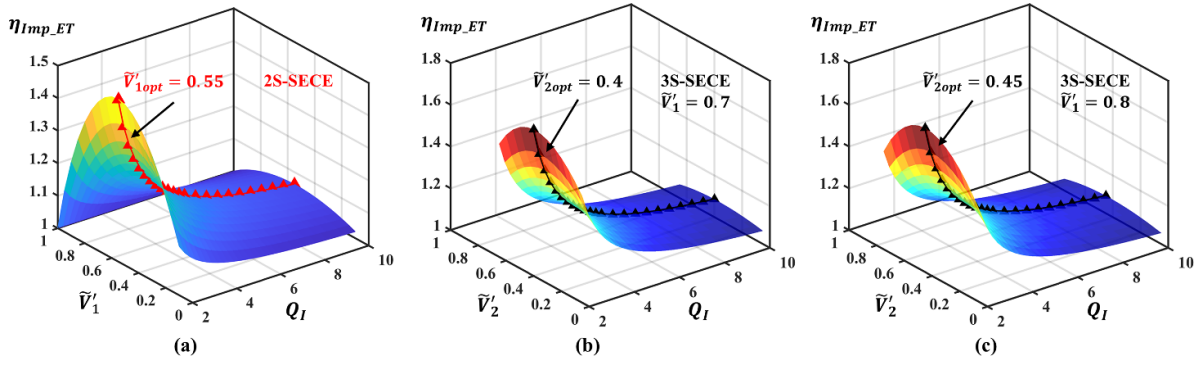 η_Imp_ET
1.5
1.4
1.3
1.2
1.1
1
1
0.8
0.6
0.4
0.2
0
2
4
6
8
10
Ṽ′_1
Q_I
Ṽ′_1opt = 0.55
2S-SECE
(a)
η_Imp_ET
1.8
1.6
1.4
1.2
1
1
0.8
0.6
0.4
0.2
0
2
4
6
8
10
Ṽ′_2
Q_I
Ṽ′_2opt = 0.4
3S-SECE
Ṽ′_1 = 0.7
(b)
η_Imp_ET
1.8
1.6
1.4
1.2
1
1
0.8
0.6
0.4
0.2
0
2
4
6
8
10
Ṽ′_2
Q_I
Ṽ′_2opt = 0.45
3S-SECE
Ṽ′_1 = 0.8
(c)